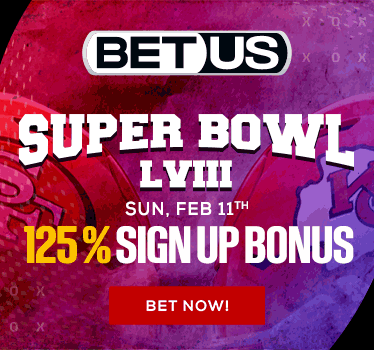 BETUS
SUPER BOWL
LVIII
SUN, FEB 11TH
125% SIGN UP BONUS
BET NOW!